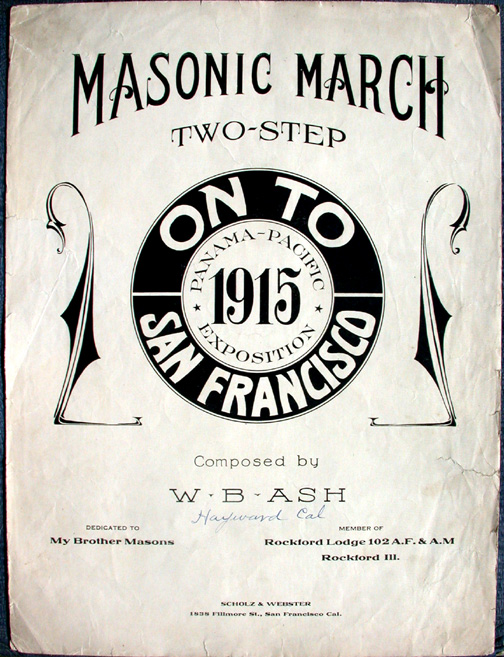 MASONIC MARCH
TWO-STEP
ON TO
PANAMA-PACIFIC
1915
EXPOSITION
SAN FRANCISCO
Composed by
W·B·ASH
Hayward Cal
DEDICATED TO
My Brother Masons
MEMBER OF
Rockford Lodge 102 A.F. & A.M
Rockford Ill.
SCHOLZ & WEBSTER
1838 Fillmore St., San Francisco Cal.